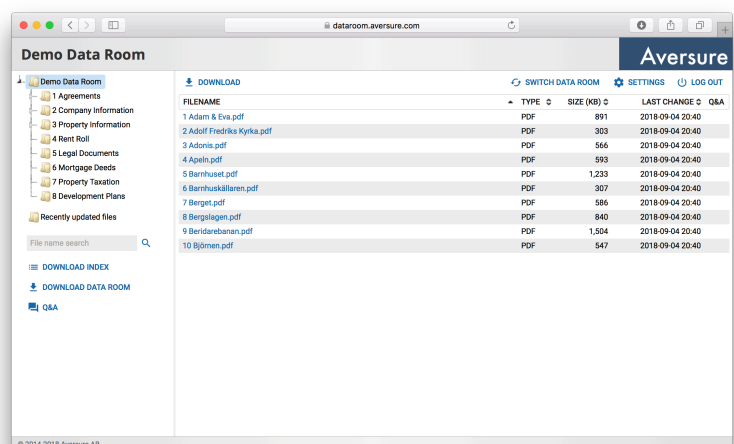 dataroom.aversure.com
Demo Data Room
Aversure
Demo Data Room
1 Agreements
2 Company Information
3 Property Information
4 Rent Roll
5 Legal Documents
6 Mortgage Deeds
7 Property Taxation
8 Development Plans
Recently updated files
File name search
DOWNLOAD INDEX
DOWNLOAD DATA ROOM
Q&A
DOWNLOAD SWITCH DATA ROOM SETTINGS LOG OUT
FILENAME TYPE SIZE (KB) LAST CHANGE Q&A
1 Adam & Eva.pdf PDF 891 2018-09-04 20:40
2 Adolf Fredriks Kyrka.pdf PDF 303 2018-09-04 20:40
3 Adonis.pdf PDF 566 2018-09-04 20:40
4 Apeln.pdf PDF 593 2018-09-04 20:40
5 Barnhuset.pdf PDF 1,233 2018-09-04 20:40
6 Barnhuskällaren.pdf PDF 307 2018-09-04 20:40
7 Berget.pdf PDF 586 2018-09-04 20:40
8 Bergslagen.pdf PDF 840 2018-09-04 20:40
9 Beridarebanan.pdf PDF 1,504 2018-09-04 20:40
10 Björnen.pdf PDF 547 2018-09-04 20:40
© 2014-2018 Aversure AB